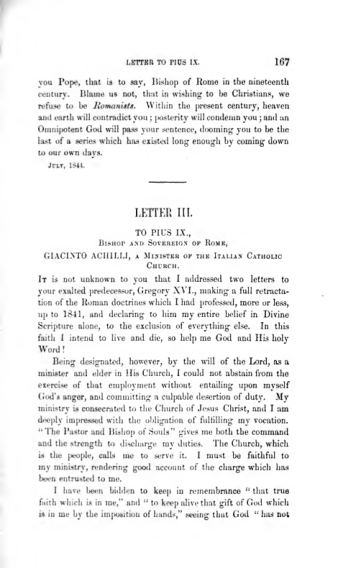 LETTER TO PIUS IX. 167
you Pope, that is to say, Bishop of Rome in the nineteenth
century. Blame us not, that in wishing to be Christians, we
refuse to be Romanists. Within the present century, heaven
and earth will contradict you; posterity will condemn you; and an
Omnipotent God will pass your sentence, dooming you to be the
last of a series which has existed long enough by coming down
to our own days.
JULY, 1844.
LETTER III.
TO PIUS IX.,
BISHOP AND SOVEREIGN OF ROME,
GIACINTO ACHILLI, A MINISTER OF THE ITALIAN CATHOLIC
CHURCH.
IT is not unknown to you that I addressed two letters to
your exalted predecessor, Gregory XVI., making a full retracta-
tion of the Roman doctrines which I had professed, more or less,
up to 1841, and declaring to him my entire belief in Divine
Scripture alone, to the exclusion of everything else. In this
faith I intend to live and die, so help me God and His holy
Word!
Being designated, however, by the will of the Lord, as a
minister and elder in His Church, I could not abstain from the
exercise of that employment without entailing upon myself
God's anger, and committing a culpable desertion of duty. My
ministry is consecrated to the Church of Jesus Christ, and I am
deeply impressed with the obligation of fulfilling my vocation.
"The Pastor and Bishop of Souls" gives me both the command
and the strength to discharge my duties. The Church, which
is the people, calls me to serve it. I must be faithful to
my ministry, rendering good account of the charge which has
been entrusted to me.
I have been bidden to keep in remembrance "that true
faith which is in me," and "to keep alive that gift of God which
is in me by the imposition of hands," seeing that God "has not